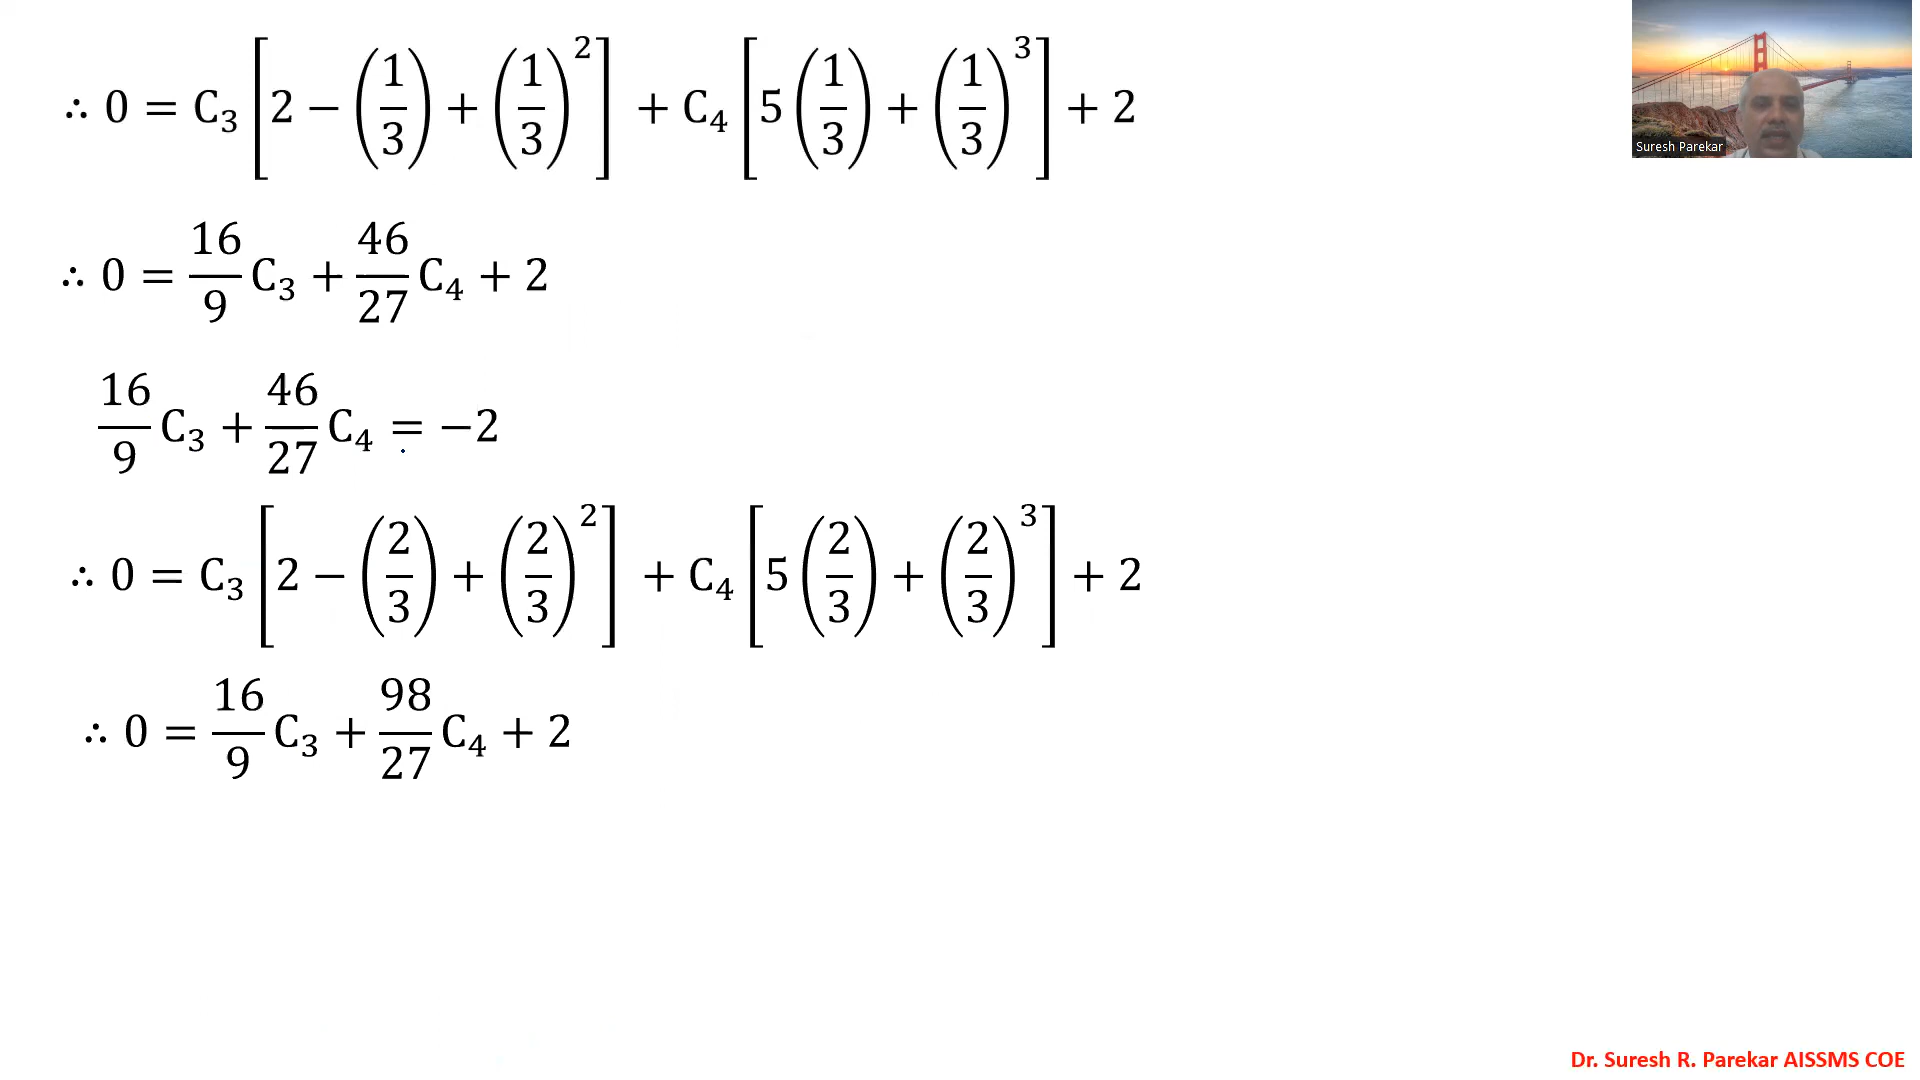 ∴ 0 = C₃ [2 − (1/3) + (1/3)²] + C₄ [5 (1/3) + (1/3)³] + 2
Suresh Parekar
∴ 0 = 16/9 C₃ + 46/27 C₄ + 2
16/9 C₃ + 46/27 C₄ = −2
∴ 0 = C₃ [2 − (2/3) + (2/3)²] + C₄ [5 (2/3) + (2/3)³] + 2
∴ 0 = 16/9 C₃ + 98/27 C₄ + 2
Dr. Suresh R. Parekar AISSMS COE